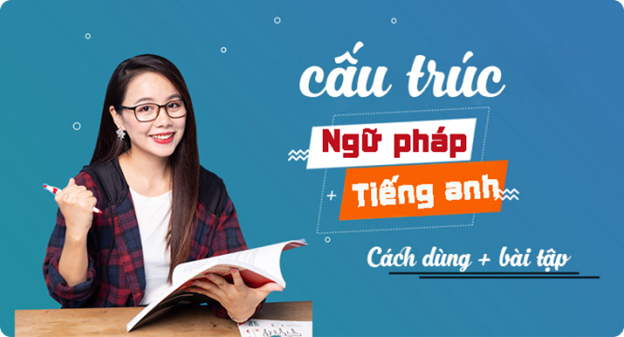 cấu trúc
Ngữ pháp
Tiếng anh
Cách dùng + bài tập